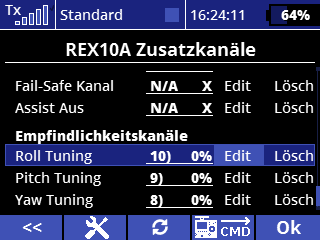 Tx Standard 16:24:11 64%
REX10A Zusatzkanäle
Fail-Safe Kanal N/A X Edit Lösch
Assist Aus N/A X Edit Lösch
Empfindlichkeitskanäle
Roll Tuning 10) 0% Edit Lösch
Pitch Tuning 9) 0% Edit Lösch
Yaw Tuning 8) 0% Edit Lösch
<< CMD Ok